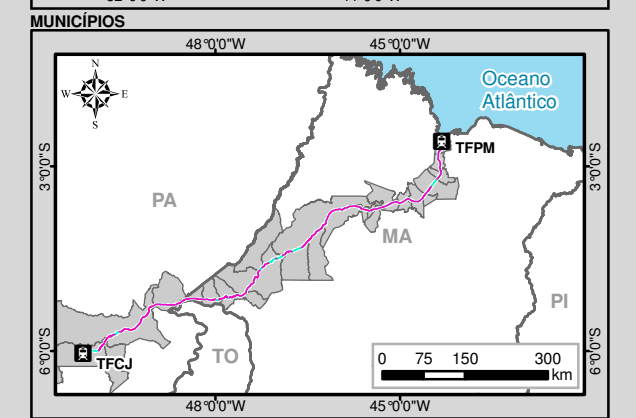 MUNICÍPIOS
48°0'0"W 45°0'0"W
N
W E
S
Oceano
Atlântico
TFPM
3°0'0"S 3°0'0"S
PA
MA
PI
6°0'0"S 6°0'0"S
TFCJ
TO
0 75 150 300
km
48°0'0"W 45°0'0"W